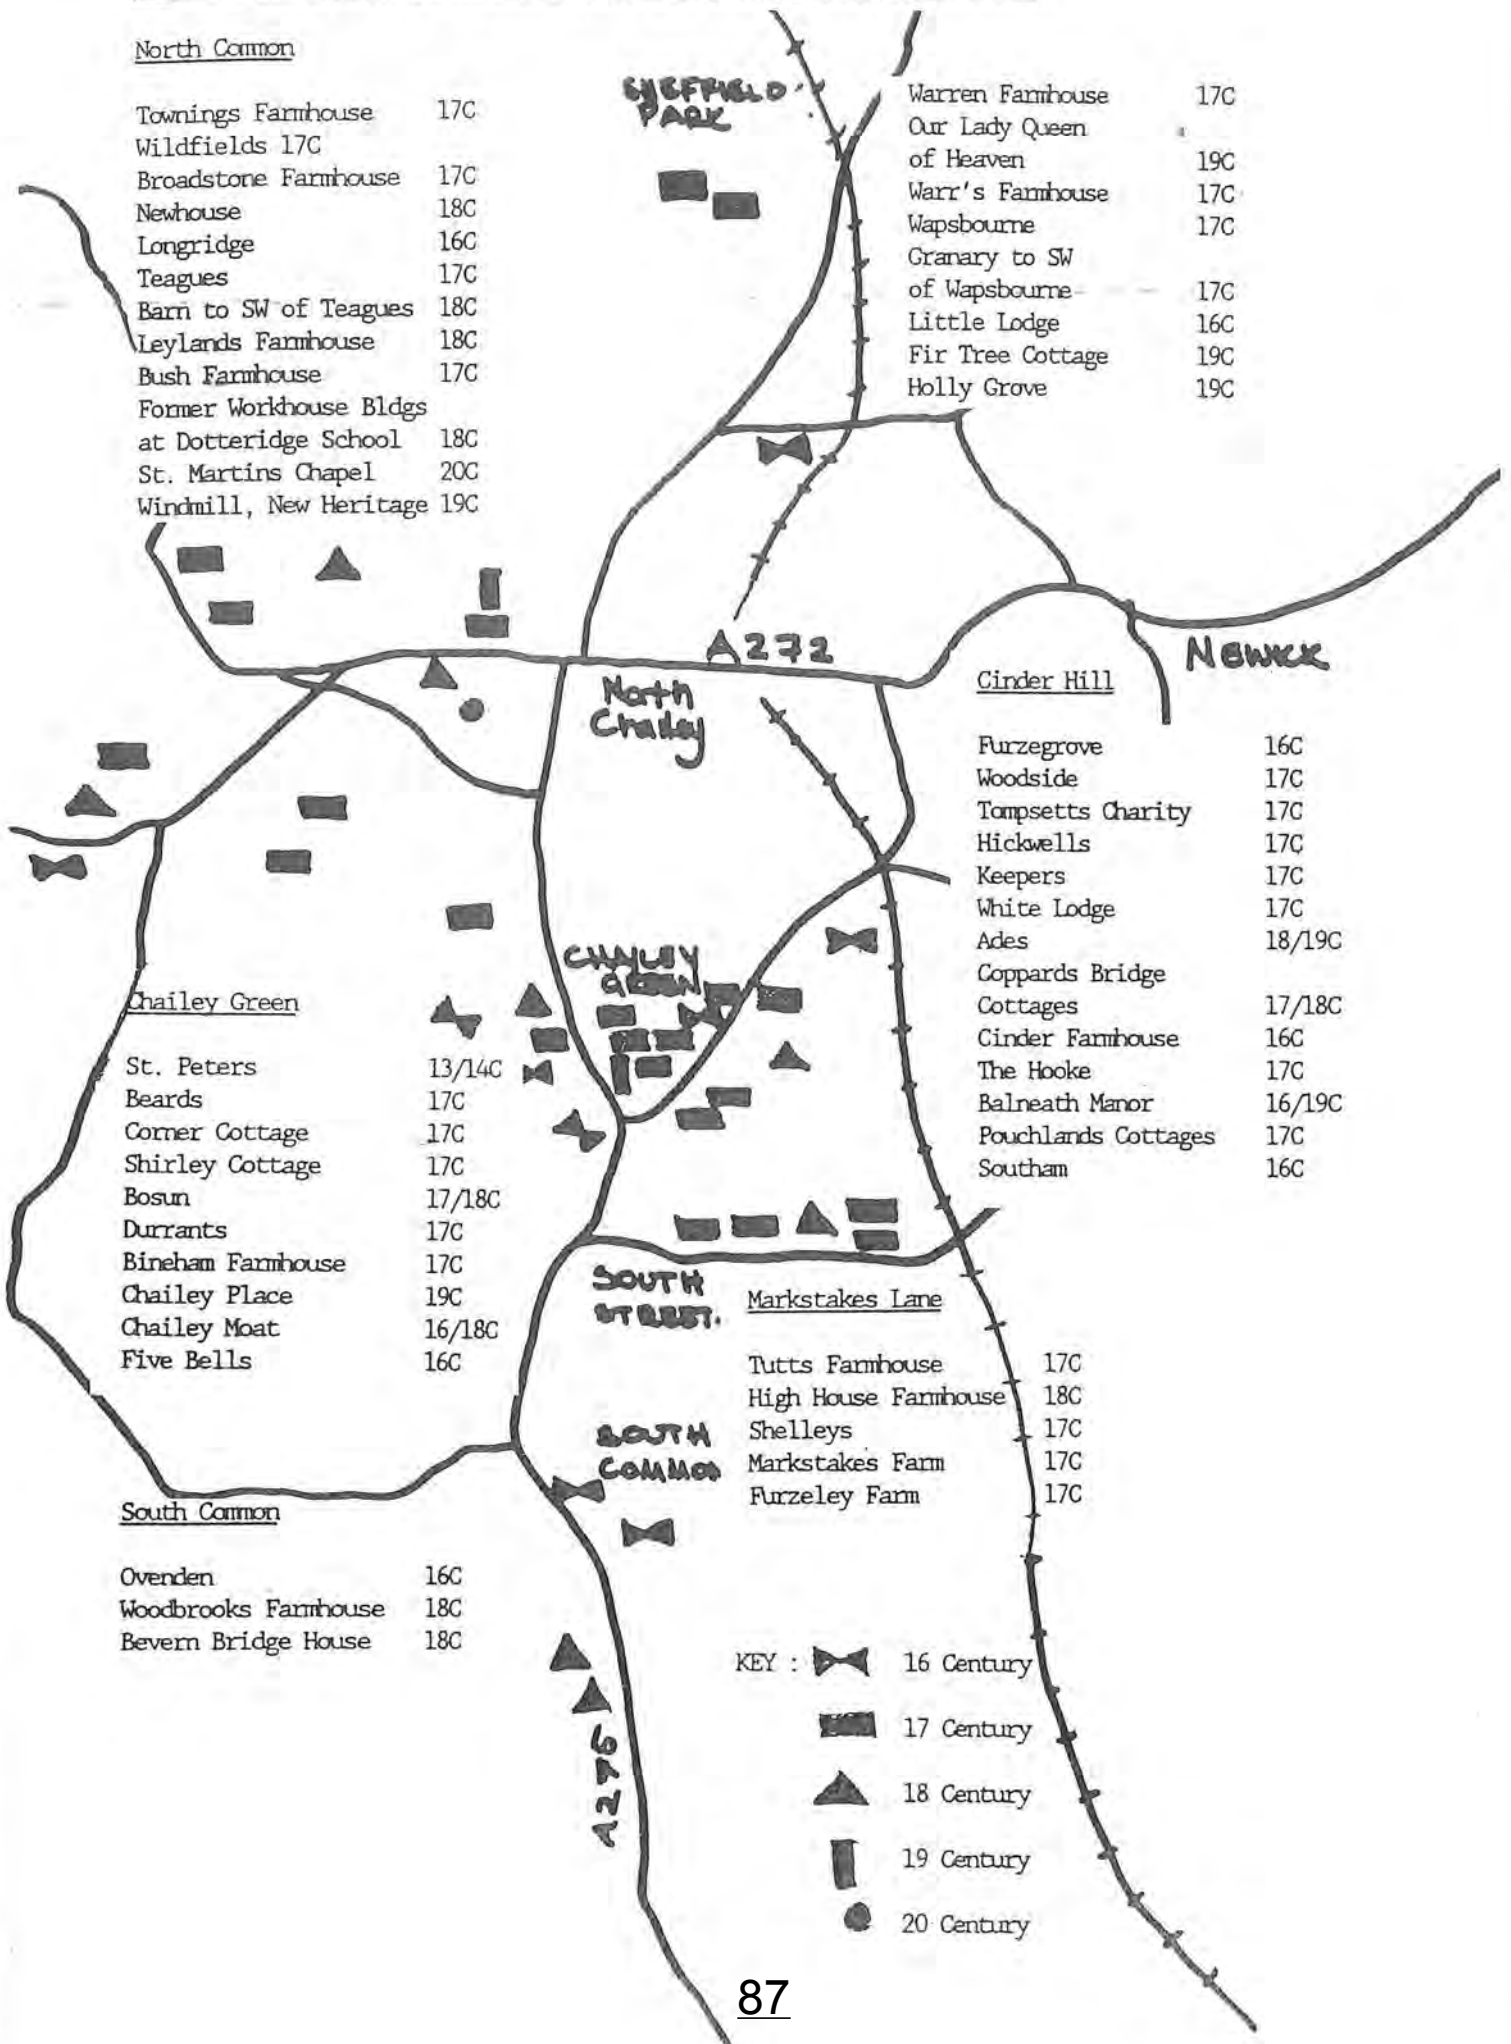 North Common
Townings Farmhouse 17C
Wildfields 17C
Broadstone Farmhouse 17C
Newhouse 18C
Longridge 16C
Teagues 17C
Barn to SW of Teagues 18C
Leylands Farmhouse 18C
Bush Farmhouse 17C
Former Workhouse Bldgs
at Dotteridge School 18C
St. Martins Chapel 20C
Windmill, New Heritage 19C
SHEFFIELD
PARK
Warren Farmhouse 17C
Our Lady Queen
of Heaven 19C
Warr's Farmhouse 17C
Wapsbourne 17C
Granary to SW
of Wapsbourne 17C
Little Lodge 16C
Fir Tree Cottage 19C
Holly Grove 19C
A272
NEWICK
North
Chailey
Cinder Hill
Furzegrove 16C
Woodside 17C
Tompsetts Charity 17C
Hickwells 17C
Keepers 17C
White Lodge 17C
Ades 18/19C
Coppards Bridge
Cottages 17/18C
Cinder Farmhouse 16C
The Hooke 17C
Balneath Manor 16/19C
Pouchlands Cottages 17C
Southam 16C
CHAILEY
GREEN
Chailey Green
St. Peters 13/14C
Beards 17C
Corner Cottage 17C
Shirley Cottage 17C
Bosun 17/18C
Durrants 17C
Bineham Farmhouse 17C
Chailey Place 19C
Chailey Moat 16/18C
Five Bells 16C
SOUTH
STREET.
Markstakes Lane
Tutts Farmhouse 17C
High House Farmhouse 18C
Shelleys 17C
Markstakes Farm 17C
Furzeley Farm 17C
SOUTH
COMMON
South Common
Ovenden 16C
Woodbrooks Farmhouse 18C
Bevern Bridge House 18C
A275
KEY : 16 Century
17 Century
18 Century
19 Century
20 Century
87